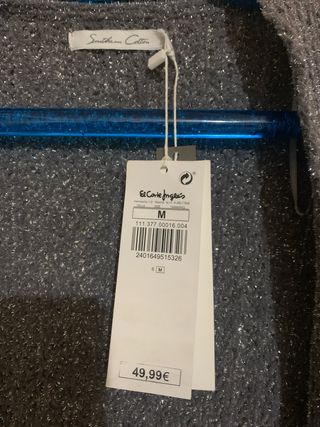 Southern Cotton
El Corte Inglés
M
111.377.00016.004
2401649515326
S M
49,99€